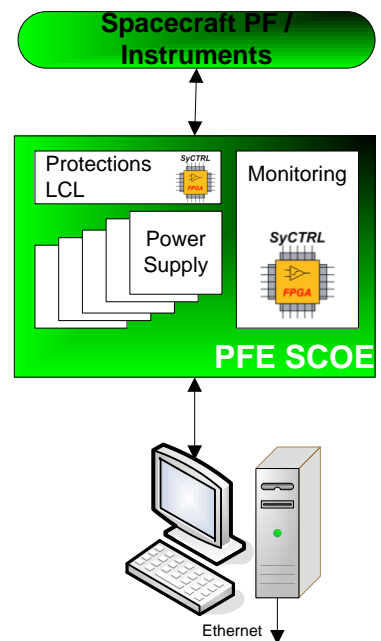 Spacecraft PF /
Instruments
Protections
LCL
SyCTRL
FPGA
Monitoring
Power
Supply
SyCTRL
FPGA
PFE SCOE
Ethernet